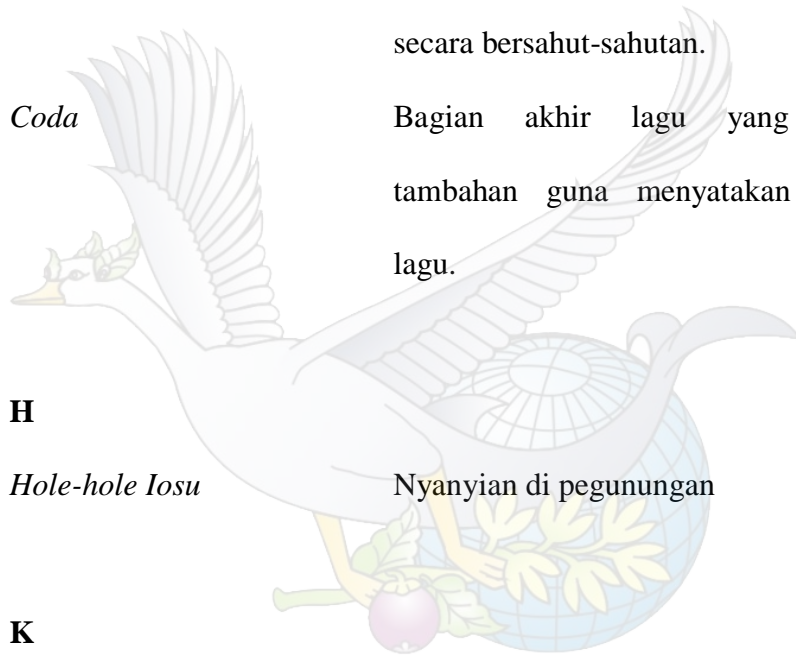 secara bersahut-sahutan.
Coda Bagian akhir lagu yang
tambahan guna menyatakan
lagu.
H
Hole-hole Iosu Nyanyian di pegunungan
K